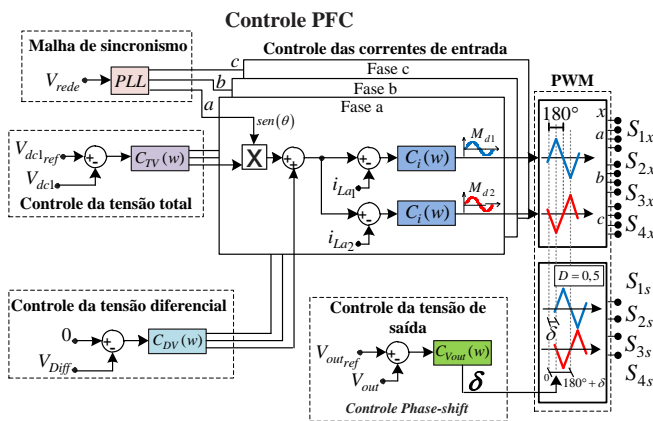 Controle PFC
Malha de sincronismo
V_rede
PLL
c
b
a
Controle das correntes de entrada
Fase c
Fase b
Fase a
sen(θ)
V_dc1ref
V_dc1
C_TV(w)
X
Controle da tensão total
i_La1
C_i(w)
M_d1
i_La2
C_i(w)
M_d2
PWM
180°
x
a
b
c
S_1x
S_2x
S_3x
S_4x
Controle da tensão diferencial
0
V_Diff
C_DV(w)
Controle da tensão de
saída
V_outref
V_out
C_Vout(w)
δ
Controle Phase-shift
D=0,5
δ
0
180°+δ
S_1s
S_2s
S_3s
S_4s